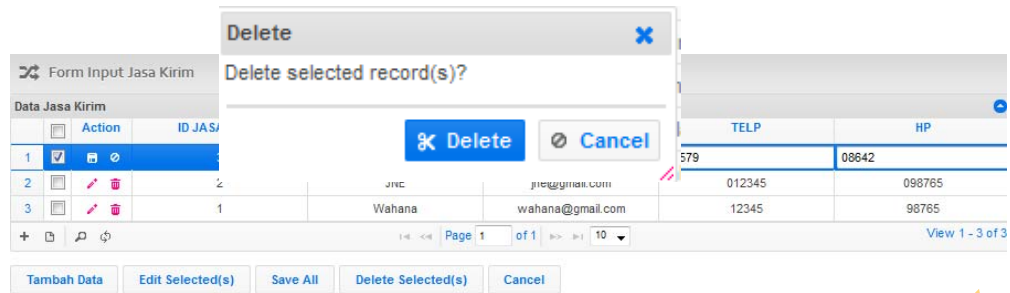 Delete
Delete selected record(s)?
Delete Cancel
Form Input Jasa Kirim
Data Jasa Kirim
Action ID JASA TELP HP
1 579 08642
2 2 JNE jne@gmail.com 012345 098765
3 1 Wahana wahana@gmail.com 12345 98765
Page 1 of 1 10 View 1 - 3 of 3
Tambah Data Edit Selected(s) Save All Delete Selected(s) Cancel